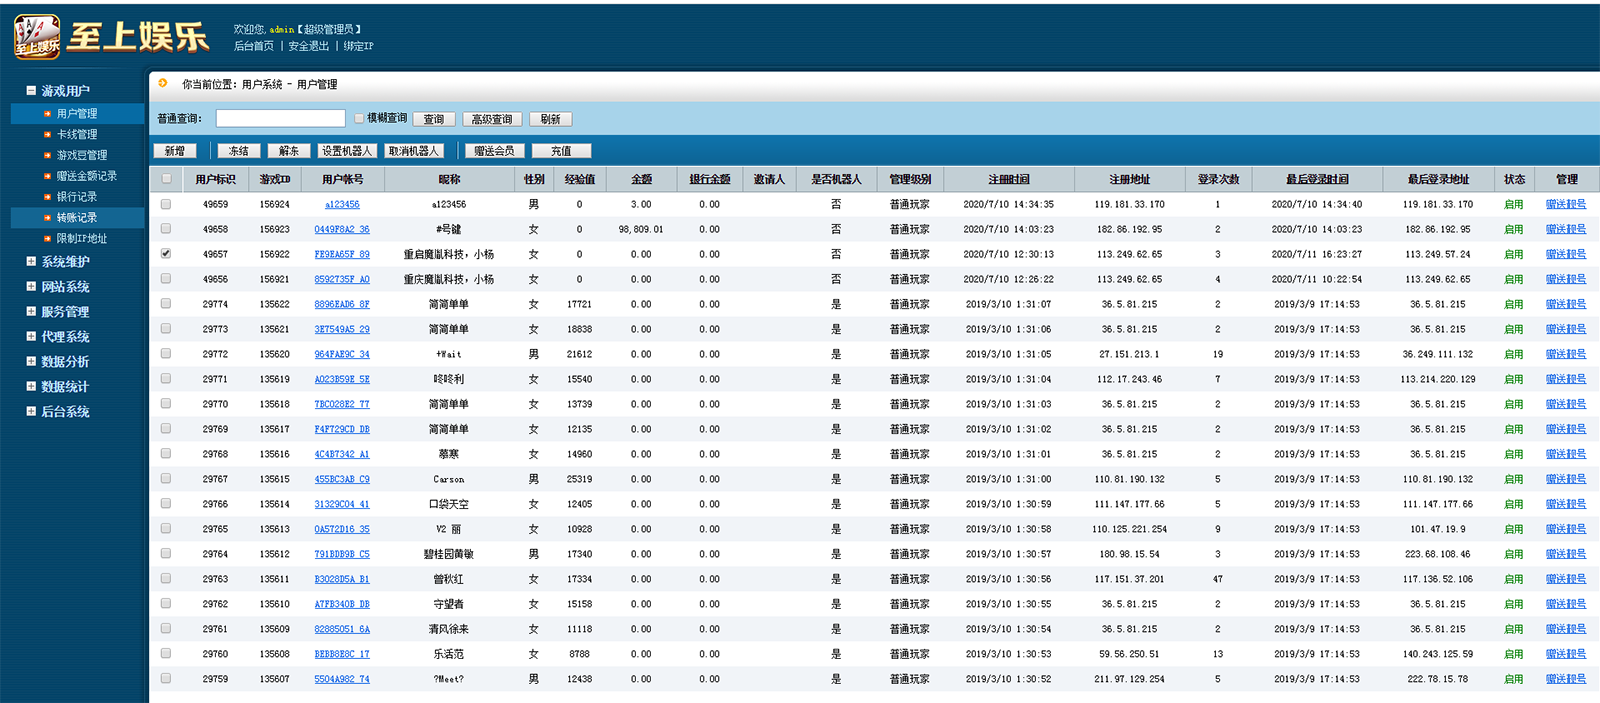 至上娱乐
至上娱乐
欢迎您, admin【超级管理员】
后台首页 | 安全退出 | 绑定IP
游戏用户
用户管理
卡线管理
游戏豆管理
赠送金额记录
银行记录
转账记录
限制IP地址
系统维护
网站系统
服务管理
代理系统
数据分析
数据统计
后台系统
你当前位置: 用户系统 - 用户管理
普通查询: 模糊查询 查询 高级查询 刷新
新增 冻结 解冻 设置机器人 取消机器人 赠送会员 充值
用户标识 游戏ID 用户帐号 昵称 性别 经验值 金额 银行金额 邀请人 是否机器人 管理级别 注册时间 注册地址 登录次数 最后登录时间 最后登录地址 状态 管理
49659 156924 a123456 a123456 男 0 3.00 0.00 否 普通玩家 2020/7/10 14:34:35 119.181.33.170 1 2020/7/10 14:34:40 119.181.33.170 启用 赠送靓号
49658 156923 0449F8A2_36 #号键 女 0 98,809.01 0.00 否 普通玩家 2020/7/10 14:03:23 182.86.192.95 2 2020/7/10 14:03:23 182.86.192.95 启用 赠送靓号
49657 156922 FE9EA65F_89 重启魔胤科技，小杨 女 0 0.00 0.00 否 普通玩家 2020/7/10 12:30:13 113.249.62.65 3 2020/7/11 16:23:27 113.249.57.24 启用 赠送靓号
49656 156921 8592735F_A0 重庆魔胤科技，小杨 女 0 0.00 0.00 否 普通玩家 2020/7/10 12:26:22 113.249.62.65 4 2020/7/11 10:22:54 113.249.62.65 启用 赠送靓号
29774 135622 8896EAD6_8F 简简单单 女 17721 0.00 0.00 是 普通玩家 2019/3/10 1:31:07 36.5.81.215 2 2019/3/9 17:14:53 36.5.81.215 启用 赠送靓号
29773 135621 3E7549A5_29 简简单单 女 18838 0.00 0.00 是 普通玩家 2019/3/10 1:31:06 36.5.81.215 2 2019/3/9 17:14:53 36.5.81.215 启用 赠送靓号
29772 135620 964FAE9C_34 +Wait 男 21612 0.00 0.00 是 普通玩家 2019/3/10 1:31:05 27.151.213.1 19 2019/3/9 17:14:53 36.249.111.132 启用 赠送靓号
29771 135619 A023B59E_5E 咚咚利 女 15540 0.00 0.00 是 普通玩家 2019/3/10 1:31:04 112.17.243.46 7 2019/3/9 17:14:53 113.214.220.129 启用 赠送靓号
29770 135618 7BC028E2_77 简简单单 女 13739 0.00 0.00 是 普通玩家 2019/3/10 1:31:03 36.5.81.215 2 2019/3/9 17:14:53 36.5.81.215 启用 赠送靓号
29769 135617 F4F729CD_DB 简简单单 女 12135 0.00 0.00 是 普通玩家 2019/3/10 1:31:02 36.5.81.215 2 2019/3/9 17:14:53 36.5.81.215 启用 赠送靓号
29768 135616 4C4B7342_A1 慕寒 女 14960 0.00 0.00 是 普通玩家 2019/3/10 1:31:01 36.5.81.215 2 2019/3/9 17:14:53 36.5.81.215 启用 赠送靓号
29767 135615 455BC3AB_C9 Carson 男 25319 0.00 0.00 是 普通玩家 2019/3/10 1:31:00 110.81.190.132 5 2019/3/9 17:14:53 110.81.190.132 启用 赠送靓号
29766 135614 31329C04_41 口袋天空 女 12405 0.00 0.00 是 普通玩家 2019/3/10 1:30:59 111.147.177.66 5 2019/3/9 17:14:53 111.147.177.66 启用 赠送靓号
29765 135613 0A572D16_35 V2 丽 女 10928 0.00 0.00 是 普通玩家 2019/3/10 1:30:58 110.125.221.254 9 2019/3/9 17:14:53 101.47.19.9 启用 赠送靓号
29764 135612 791BDB9B_C5 碧桂园黄敏 男 17340 0.00 0.00 是 普通玩家 2019/3/10 1:30:57 180.98.15.54 3 2019/3/9 17:14:53 223.68.108.46 启用 赠送靓号
29763 135611 B3028D5A_B1 曾秋红 女 17334 0.00 0.00 是 普通玩家 2019/3/10 1:30:56 117.151.37.201 47 2019/3/9 17:14:53 117.136.52.106 启用 赠送靓号
29762 135610 A7FB340B_DB 守望者 女 15158 0.00 0.00 是 普通玩家 2019/3/10 1:30:55 36.5.81.215 2 2019/3/9 17:14:53 36.5.81.215 启用 赠送靓号
29761 135609 82885051_6A 清风徐来 女 11118 0.00 0.00 是 普通玩家 2019/3/10 1:30:54 36.5.81.215 2 2019/3/9 17:14:53 36.5.81.215 启用 赠送靓号
29760 135608 BEBB8E8C_17 乐活范 女 8788 0.00 0.00 是 普通玩家 2019/3/10 1:30:53 59.56.250.51 13 2019/3/9 17:14:53 140.243.125.59 启用 赠送靓号
29759 135607 5504A982_74 ?Meet? 男 12438 0.00 0.00 是 普通玩家 2019/3/10 1:30:52 211.97.129.254 5 2019/3/9 17:14:53 222.78.15.78 启用 赠送靓号